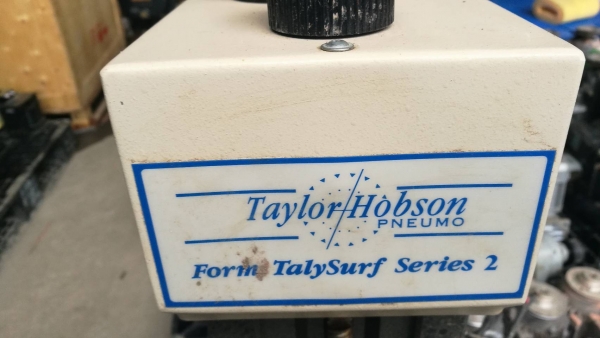 Taylor/Hobson
PNEUMO
Form TalySurf Series 2